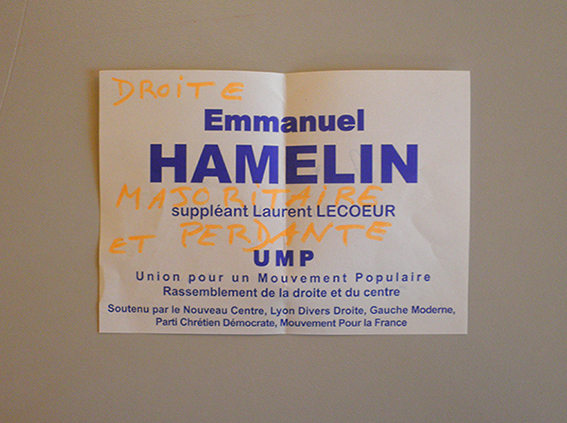 DROiTE
Emmanuel
HAMELIN
MASORITAIRE
suppléant Laurent LECOEUR
ET PERDANTE
UMP
Union pour un Mouvement Populaire
Rassemblement de la droite et du centre
Soutenu par le Nouveau Centre, Lyon Divers Droite, Gauche Moderne,
Parti Chrétien Démocrate, Mouvement Pour la France